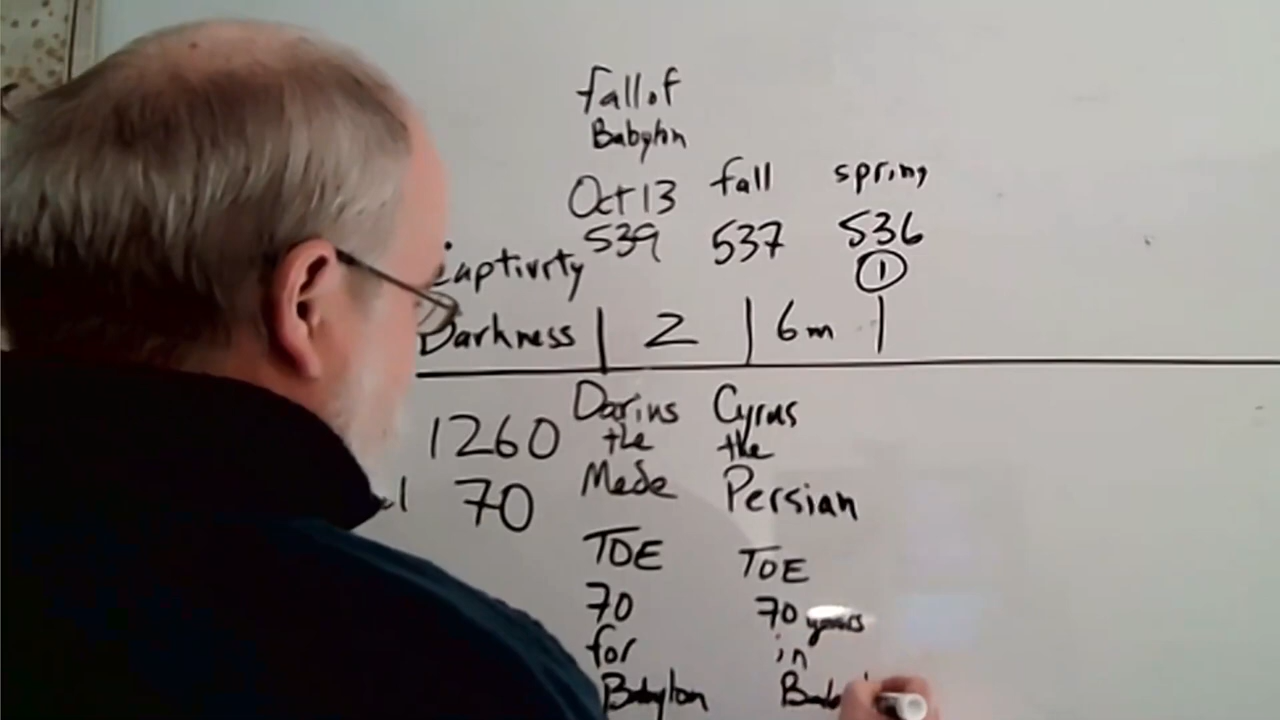 fall of
Babylon
Oct 13 fall spring
539 537 536
Captivity ①
Darkness | 2 | 6m |
1260 Darius Cyrus
the the
70 Mede Persian
TOE TOE
70 70 years
for in
Babylon